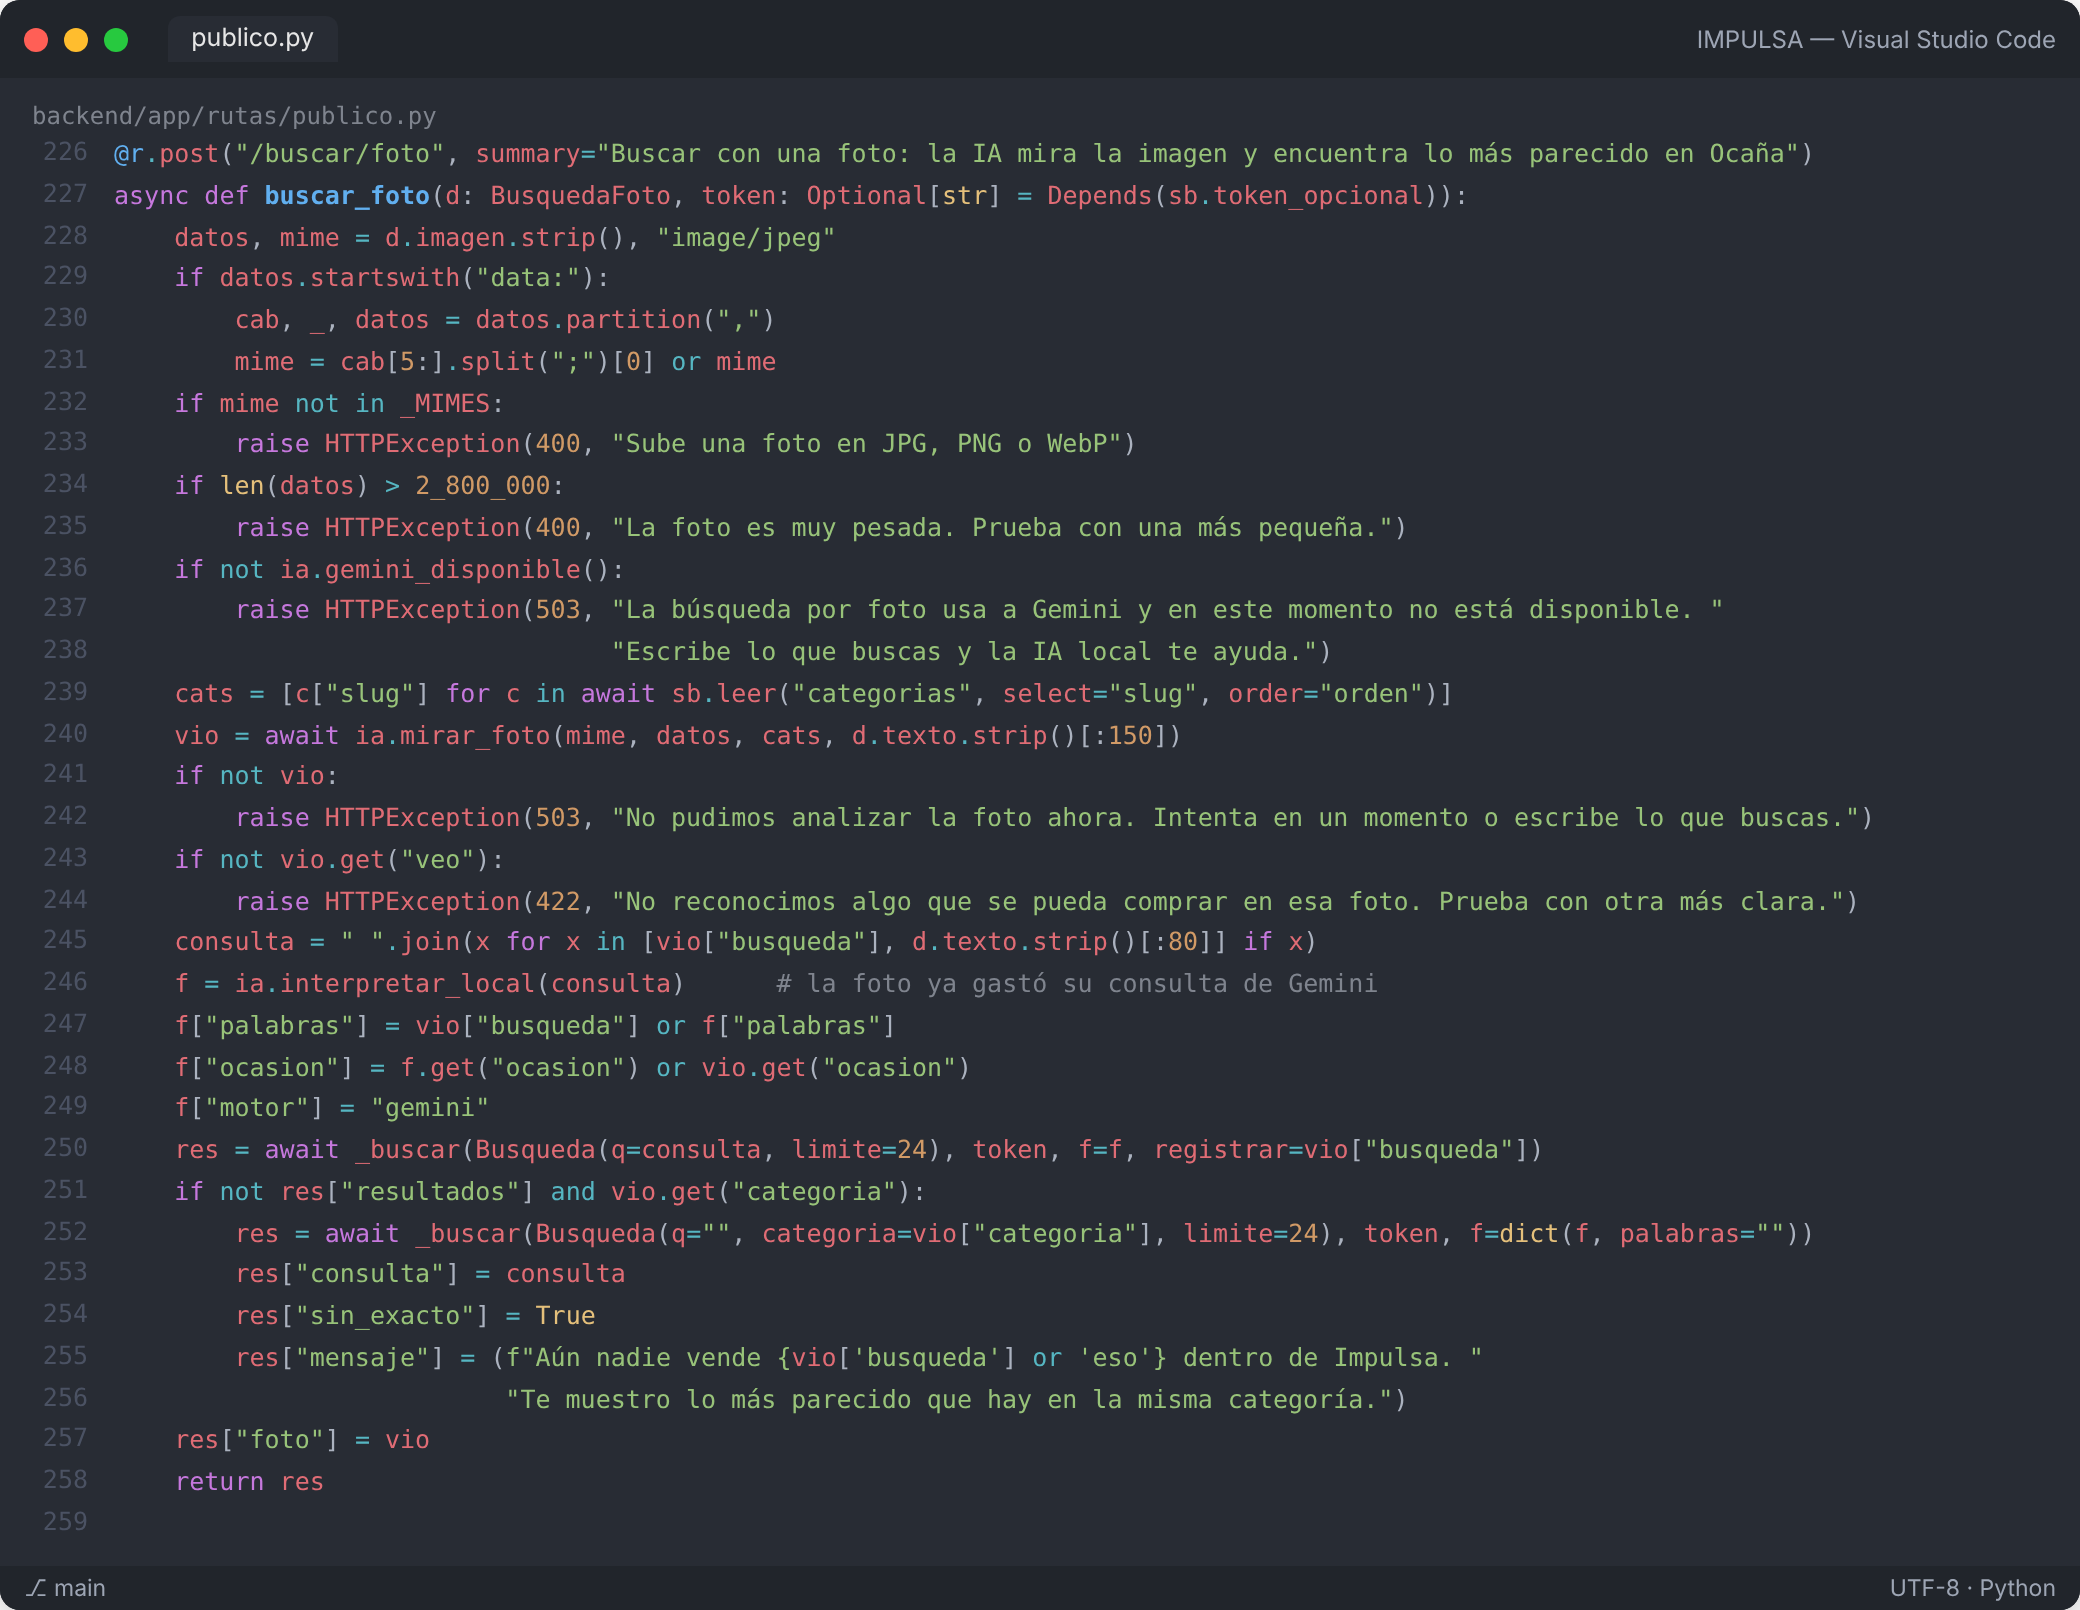 publico.py
IMPULSA — Visual Studio Code
backend/app/rutas/publico.py
226 @r.post("/buscar/foto", summary="Buscar con una foto: la IA mira la imagen y encuentra lo más parecido en Ocaña")
227 async def buscar_foto(d: BusquedaFoto, token: Optional[str] = Depends(sb.token_opcional)):
228     datos, mime = d.imagen.strip(), "image/jpeg"
229     if datos.startswith("data:"):
230         cab, _, datos = datos.partition(",")
231         mime = cab[5:].split(";")[0] or mime
232     if mime not in _MIMES:
233         raise HTTPException(400, "Sube una foto en JPG, PNG o WebP")
234     if len(datos) > 2_800_000:
235         raise HTTPException(400, "La foto es muy pesada. Prueba con una más pequeña.")
236     if not ia.gemini_disponible():
237         raise HTTPException(503, "La búsqueda por foto usa a Gemini y en este momento no está disponible. "
238                                  "Escribe lo que buscas y la IA local te ayuda.")
239     cats = [c["slug"] for c in await sb.leer("categorias", select="slug", order="orden")]
240     vio = await ia.mirar_foto(mime, datos, cats, d.texto.strip()[:150])
241     if not vio:
242         raise HTTPException(503, "No pudimos analizar la foto ahora. Intenta en un momento o escribe lo que buscas.")
243     if not vio.get("veo"):
244         raise HTTPException(422, "No reconocimos algo que se pueda comprar en esa foto. Prueba con otra más clara.")
245     consulta = " ".join(x for x in [vio["busqueda"], d.texto.strip()[:80]] if x)
246     f = ia.interpretar_local(consulta)      # la foto ya gastó su consulta de Gemini
247     f["palabras"] = vio["busqueda"] or f["palabras"]
248     f["ocasion"] = f.get("ocasion") or vio.get("ocasion")
249     f["motor"] = "gemini"
250     res = await _buscar(Busqueda(q=consulta, limite=24), token, f=f, registrar=vio["busqueda"])
251     if not res["resultados"] and vio.get("categoria"):
252         res = await _buscar(Busqueda(q="", categoria=vio["categoria"], limite=24), token, f=dict(f, palabras=""))
253         res["consulta"] = consulta
254         res["sin_exacto"] = True
255         res["mensaje"] = (f"Aún nadie vende {vio['busqueda'] or 'eso'} dentro de Impulsa. "
256                           "Te muestro lo más parecido que hay en la misma categoría.")
257     res["foto"] = vio
258     return res
259
⎇ main
UTF-8 · Python